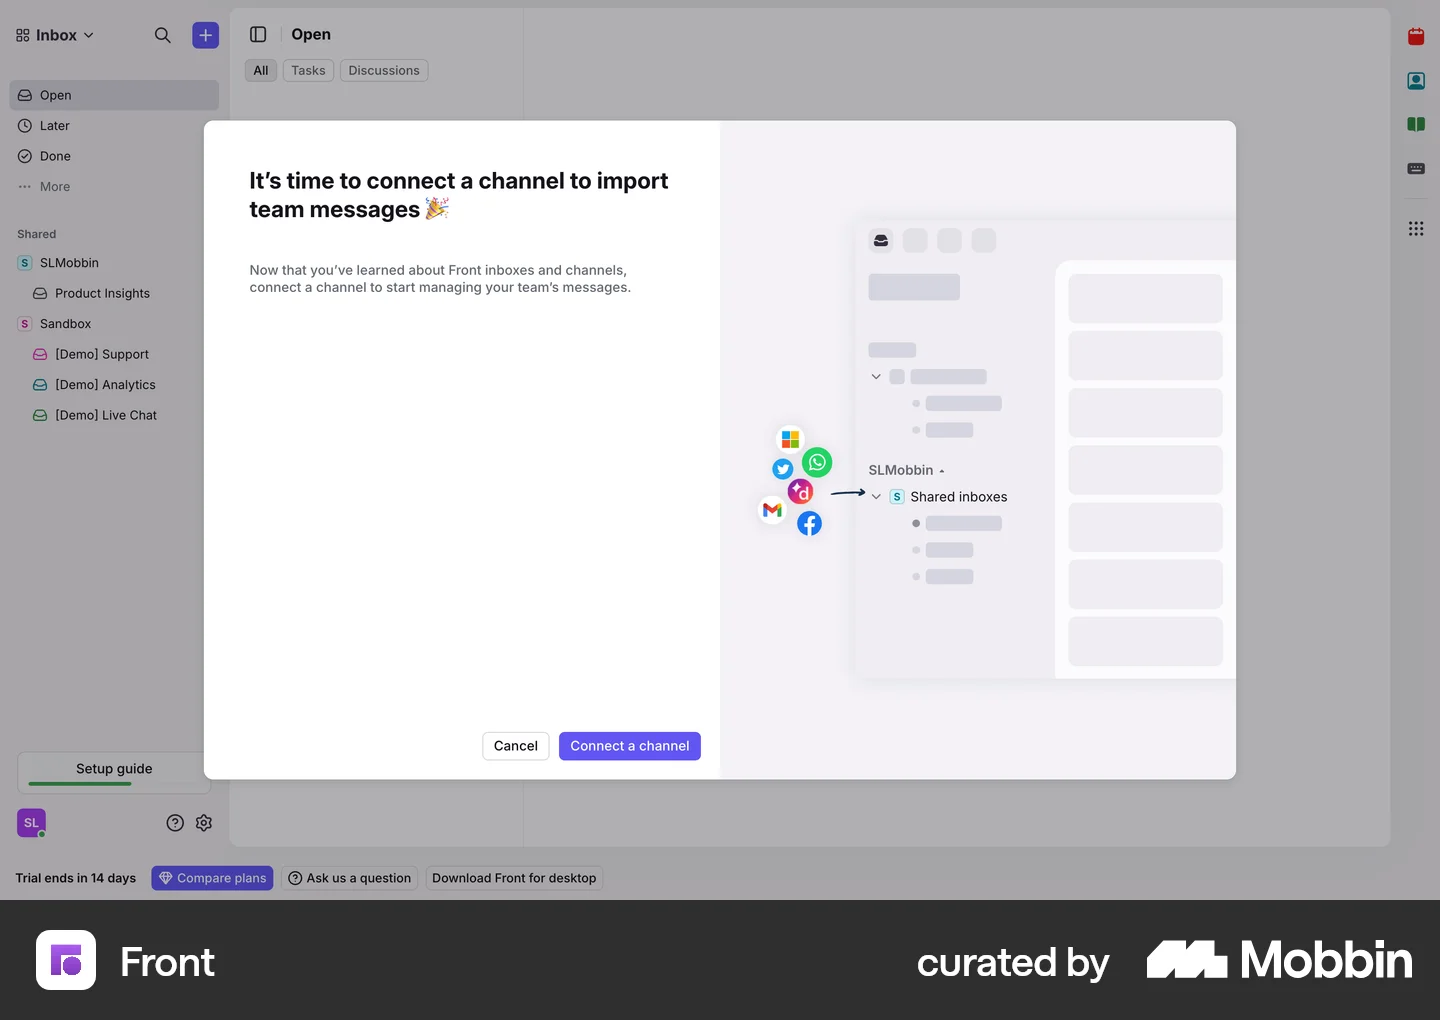 Inbox
Open
All
Tasks
Discussions
Open
Later
Done
More
Shared
S
SLMobbin
Product Insights
S
Sandbox
[Demo] Support
[Demo] Analytics
[Demo] Live Chat
It’s time to connect a channel to import
team messages
Now that you’ve learned about Front inboxes and channels,
connect a channel to start managing your team’s messages.
SLMobbin
S
Shared inboxes
Cancel
Connect a channel
Setup guide
SL
Trial ends in 14 days
Compare plans
Ask us a question
Download Front for desktop
Front
curated by
Mobbin